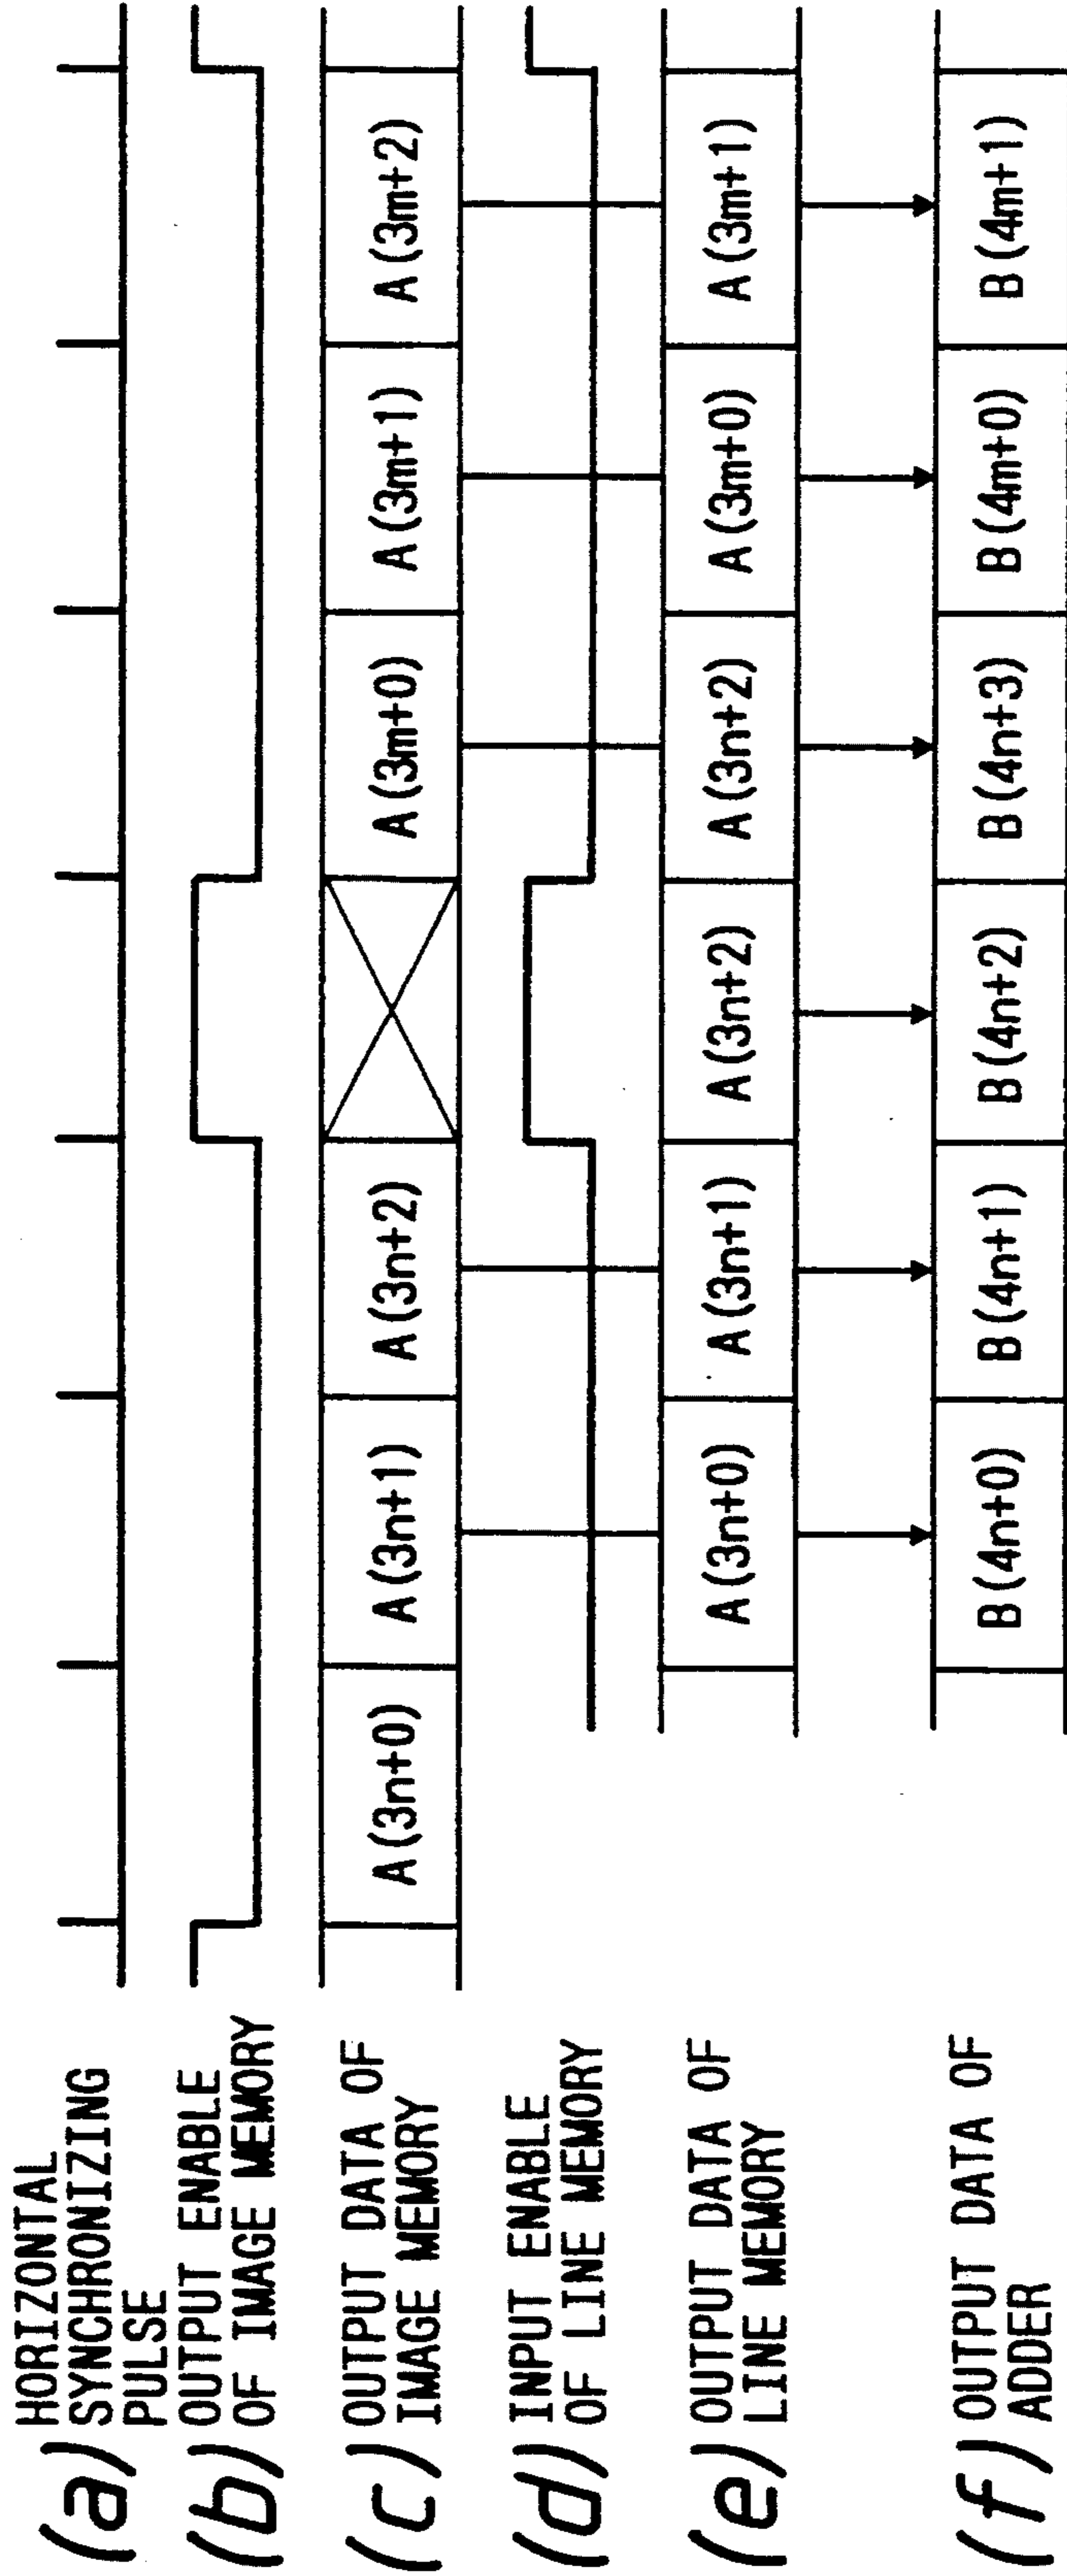 (a) HORIZONTAL
SYNCHRONIZING
PULSE
(b) OUTPUT ENABLE
OF IMAGE MEMORY
(c) OUTPUT DATA OF
IMAGE MEMORY
A(3n+0) A(3n+1) A(3n+2) A(3m+0) A(3m+1) A(3m+2)
(d) INPUT ENABLE
OF LINE MEMORY
(e) OUTPUT DATA OF
LINE MEMORY
A(3n+0) A(3n+1) A(3n+2) A(3n+2) A(3m+0) A(3m+1)
(f) OUTPUT DATA OF
ADDER
B(4n+0) B(4n+1) B(4n+2) B(4n+3) B(4m+0) B(4m+1)